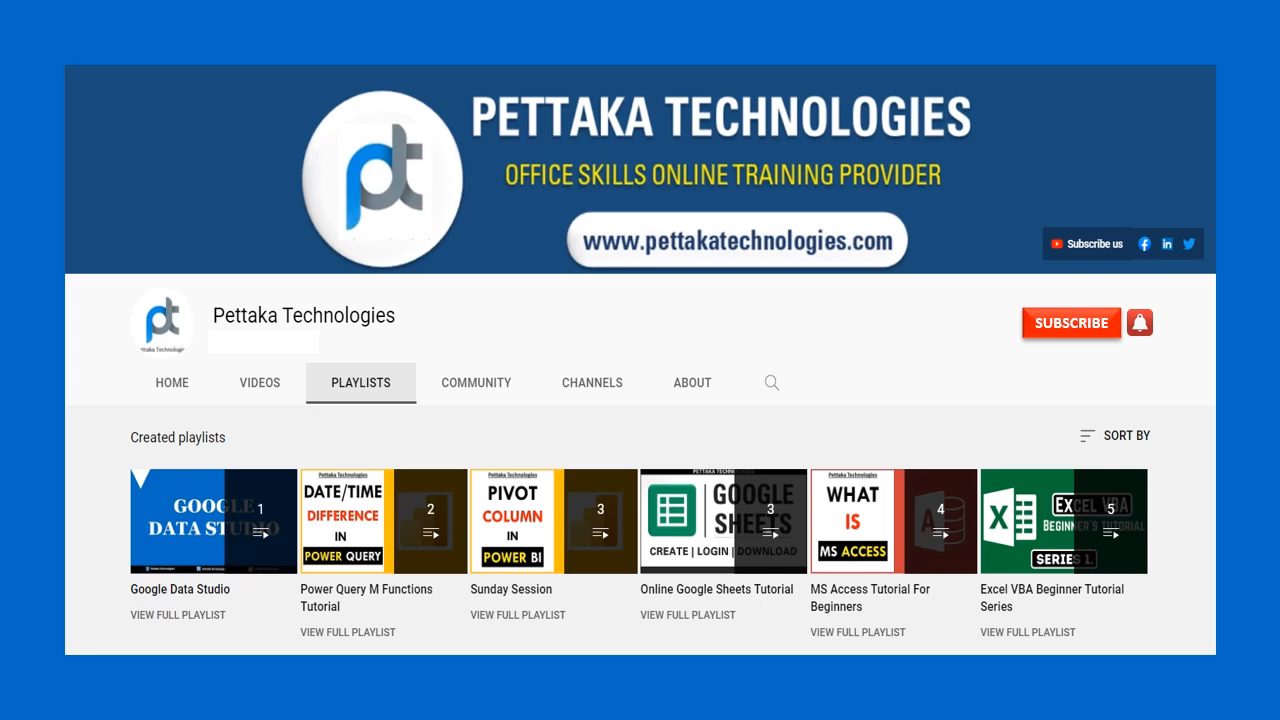 pt
PETTAKA TECHNOLOGIES
OFFICE SKILLS ONLINE TRAINING PROVIDER
www.pettakatechnologies.com
Subscribe us
pt
Pettaka Technologies
SUBSCRIBE
HOME VIDEOS PLAYLISTS COMMUNITY CHANNELS ABOUT
Created playlists
SORT BY
GOOGLE
DATA STUDIO
1
Pettaka Technologies
DATE/TIME
DIFFERENCE
IN
POWER QUERY
2
Pettaka Technologies
PIVOT
COLUMN
IN
POWER BI
3
PETTAKA TECHNOLOGIES
GOOGLE
SHEETS
CREATE | LOGIN | DOWNLOAD
3
Pettaka Technologies
WHAT
IS
MS ACCESS
4
EXCEL VBA
BEGINNER'S TUTORIAL
SERIES 1.
5
Google Data Studio
VIEW FULL PLAYLIST
Power Query M Functions
Tutorial
VIEW FULL PLAYLIST
Sunday Session
VIEW FULL PLAYLIST
Online Google Sheets Tutorial
VIEW FULL PLAYLIST
MS Access Tutorial For
Beginners
VIEW FULL PLAYLIST
Excel VBA Beginner Tutorial
Series
VIEW FULL PLAYLIST